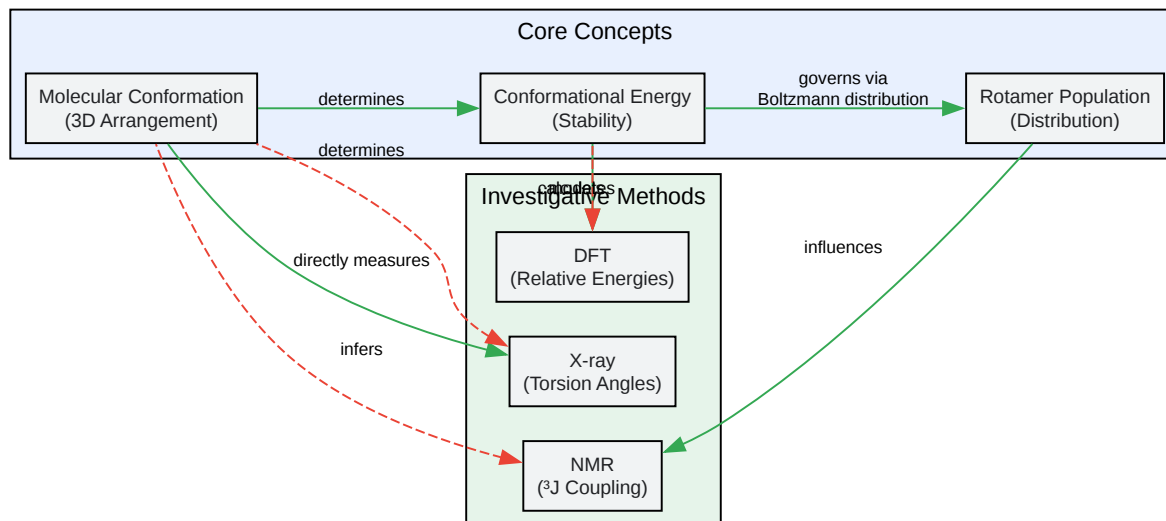 Core Concepts
Molecular Conformation
(3D Arrangement)
determines
Conformational Energy
(Stability)
governs via
Boltzmann distribution
Rotamer Population
(Distribution)
determines
Investigative Methods
DFT
(Relative Energies)
directly measures
influences
infers
X-ray
(Torsion Angles)
NMR
(³J Coupling)